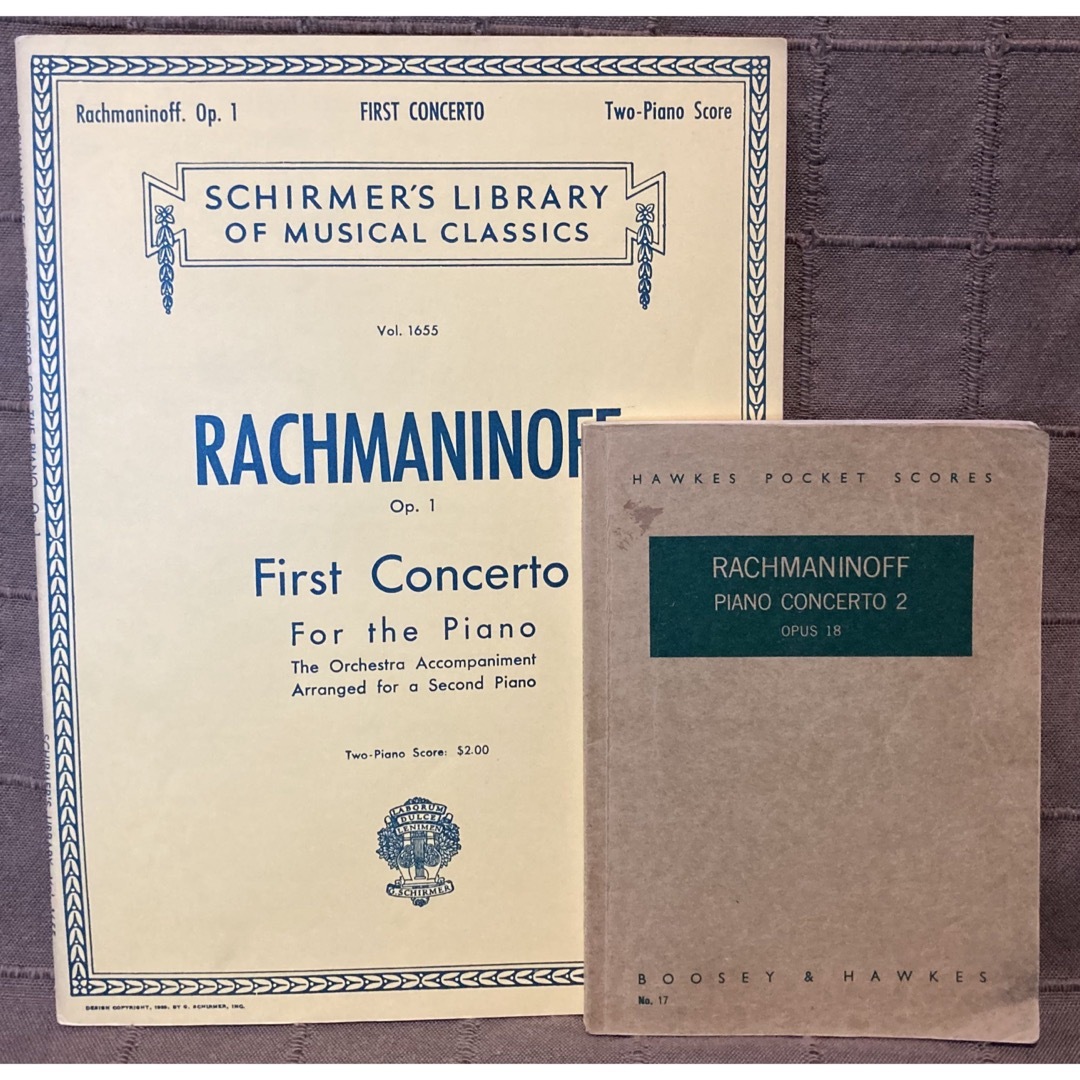 Rachmaninoff. Op. 1 FIRST CONCERTO Two-Piano Score
SCHIRMER'S LIBRARY
OF MUSICAL CLASSICS
Vol. 1655
RACHMANINOFF
Op. 1
First Concerto
For the Piano
The Orchestra Accompaniment
Arranged for a Second Piano
Two-Piano Score: $2.00
LABORUM
DULCE
LENIMEN
G. SCHIRMER
HAWKES POCKET SCORES
RACHMANINOFF
PIANO CONCERTO 2
OPUS 18
BOOSEY & HAWKES
No. 17